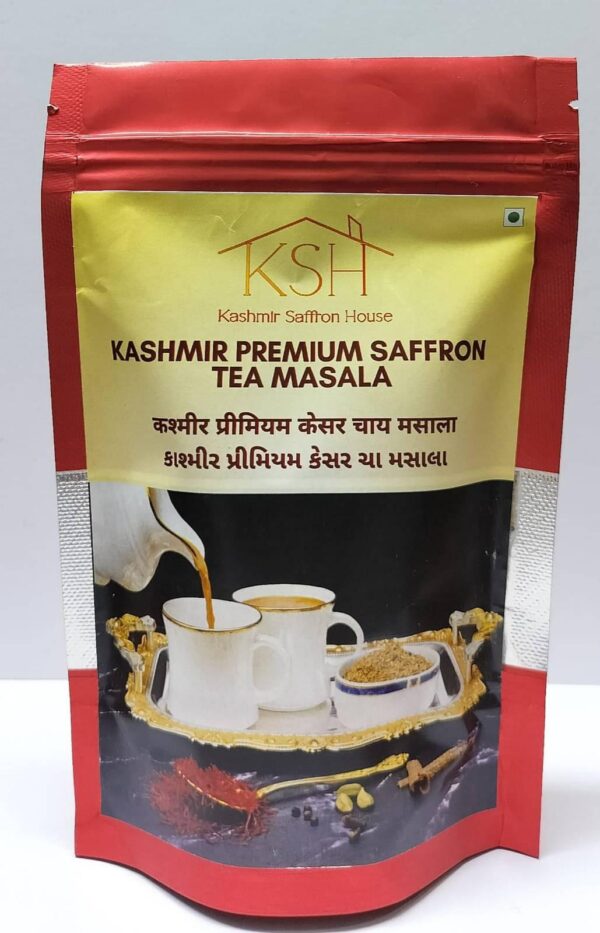 KSH
Kashmir Saffron House
KASHMIR PREMIUM SAFFRON
TEA MASALA
कश्मीर प्रीमियम केसर चाय मसाला
કાશ્મીર પ્રીમિયમ કેસર ચા મસાલા